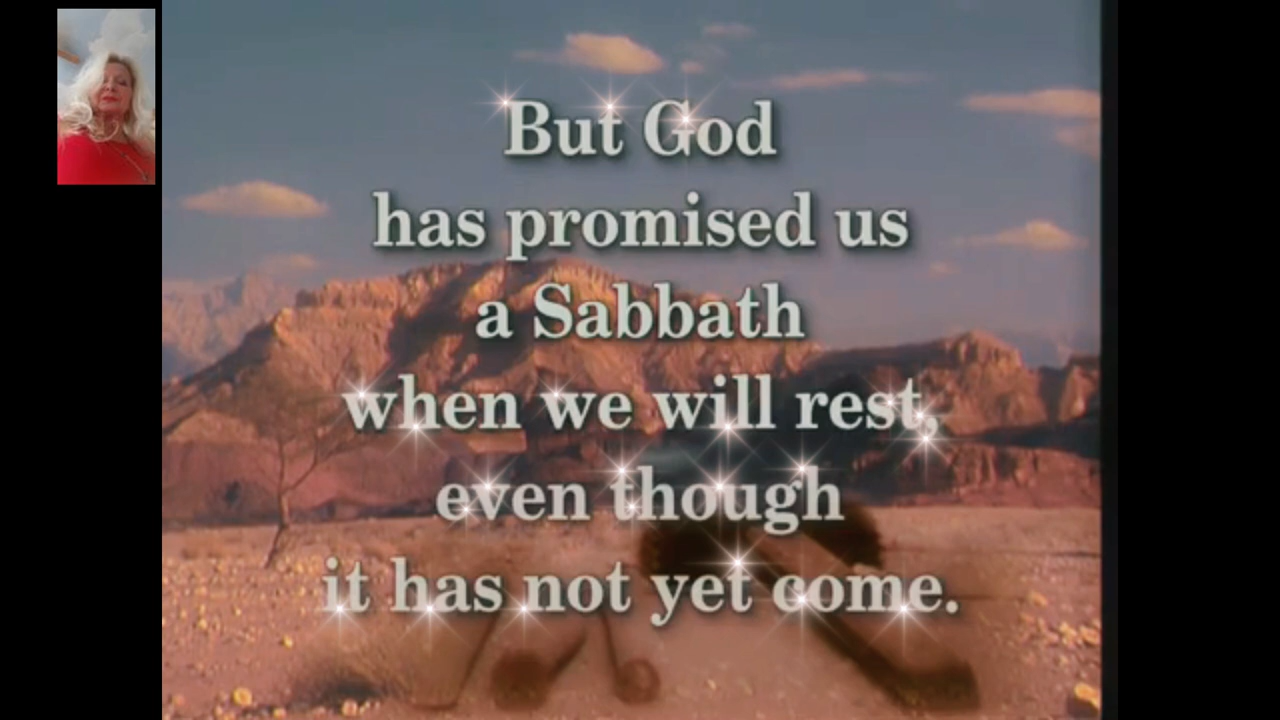 But God
has promised us
a Sabbath
when we will rest,
even though
it has not yet come.